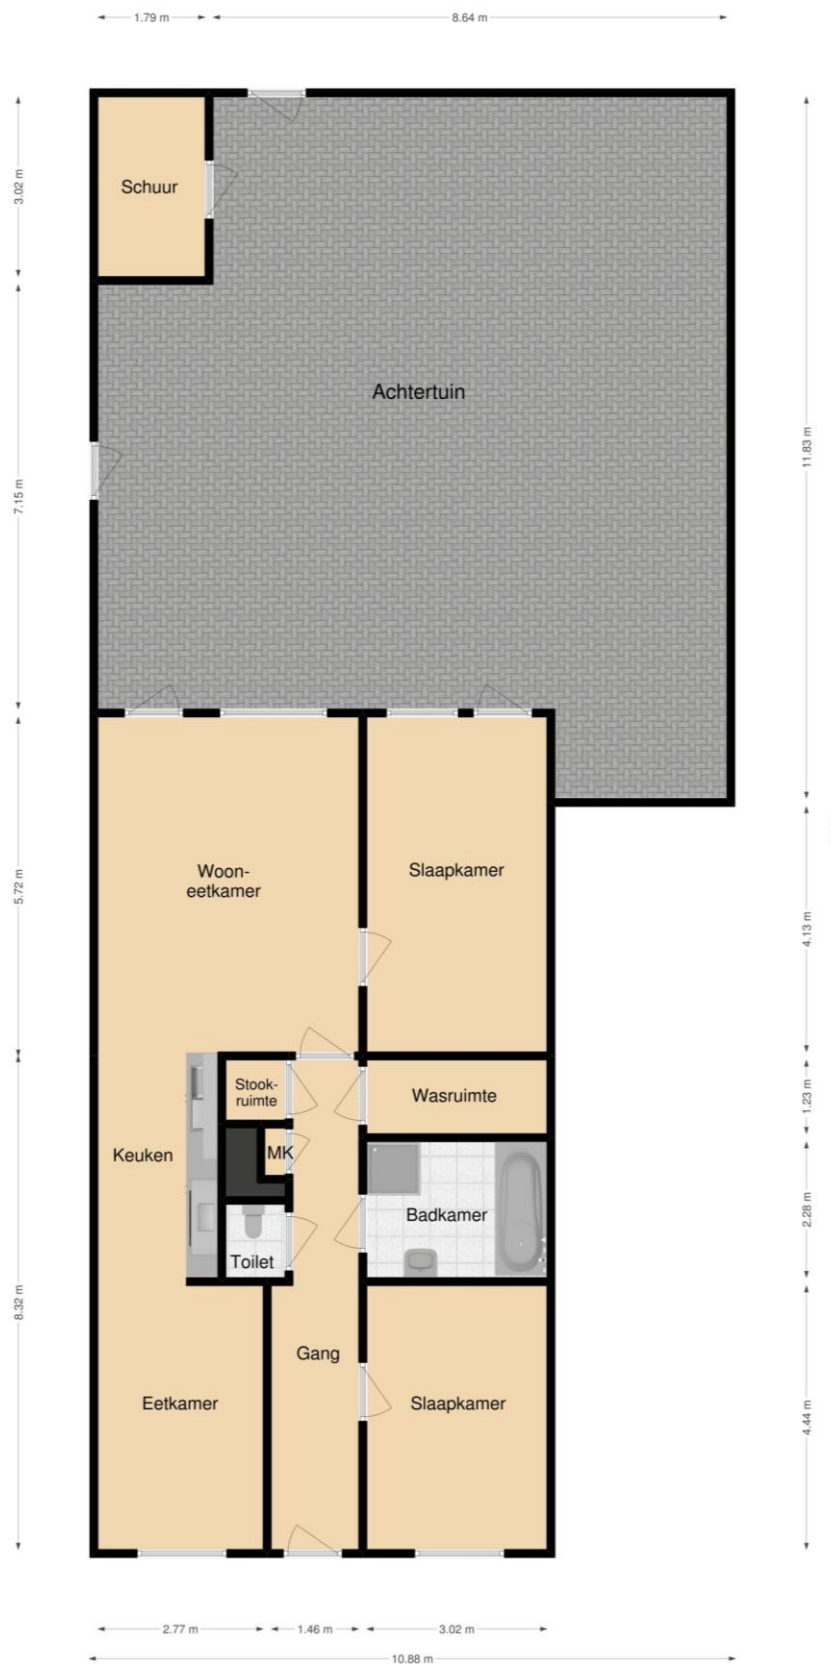 1.79 m
8.64 m
3.02 m
Schuur
Achtertuin
11.83 m
7.15 m
5.72 m
Woon-
eetkamer
Slaapkamer
4.13 m
Stook-
ruimte
Wasruimte
1.23 m
Keuken
MK
Badkamer
2.28 m
Toilet
8.32 m
Gang
Eetkamer
Slaapkamer
4.44 m
2.77 m
1.46 m
3.02 m
10.88 m